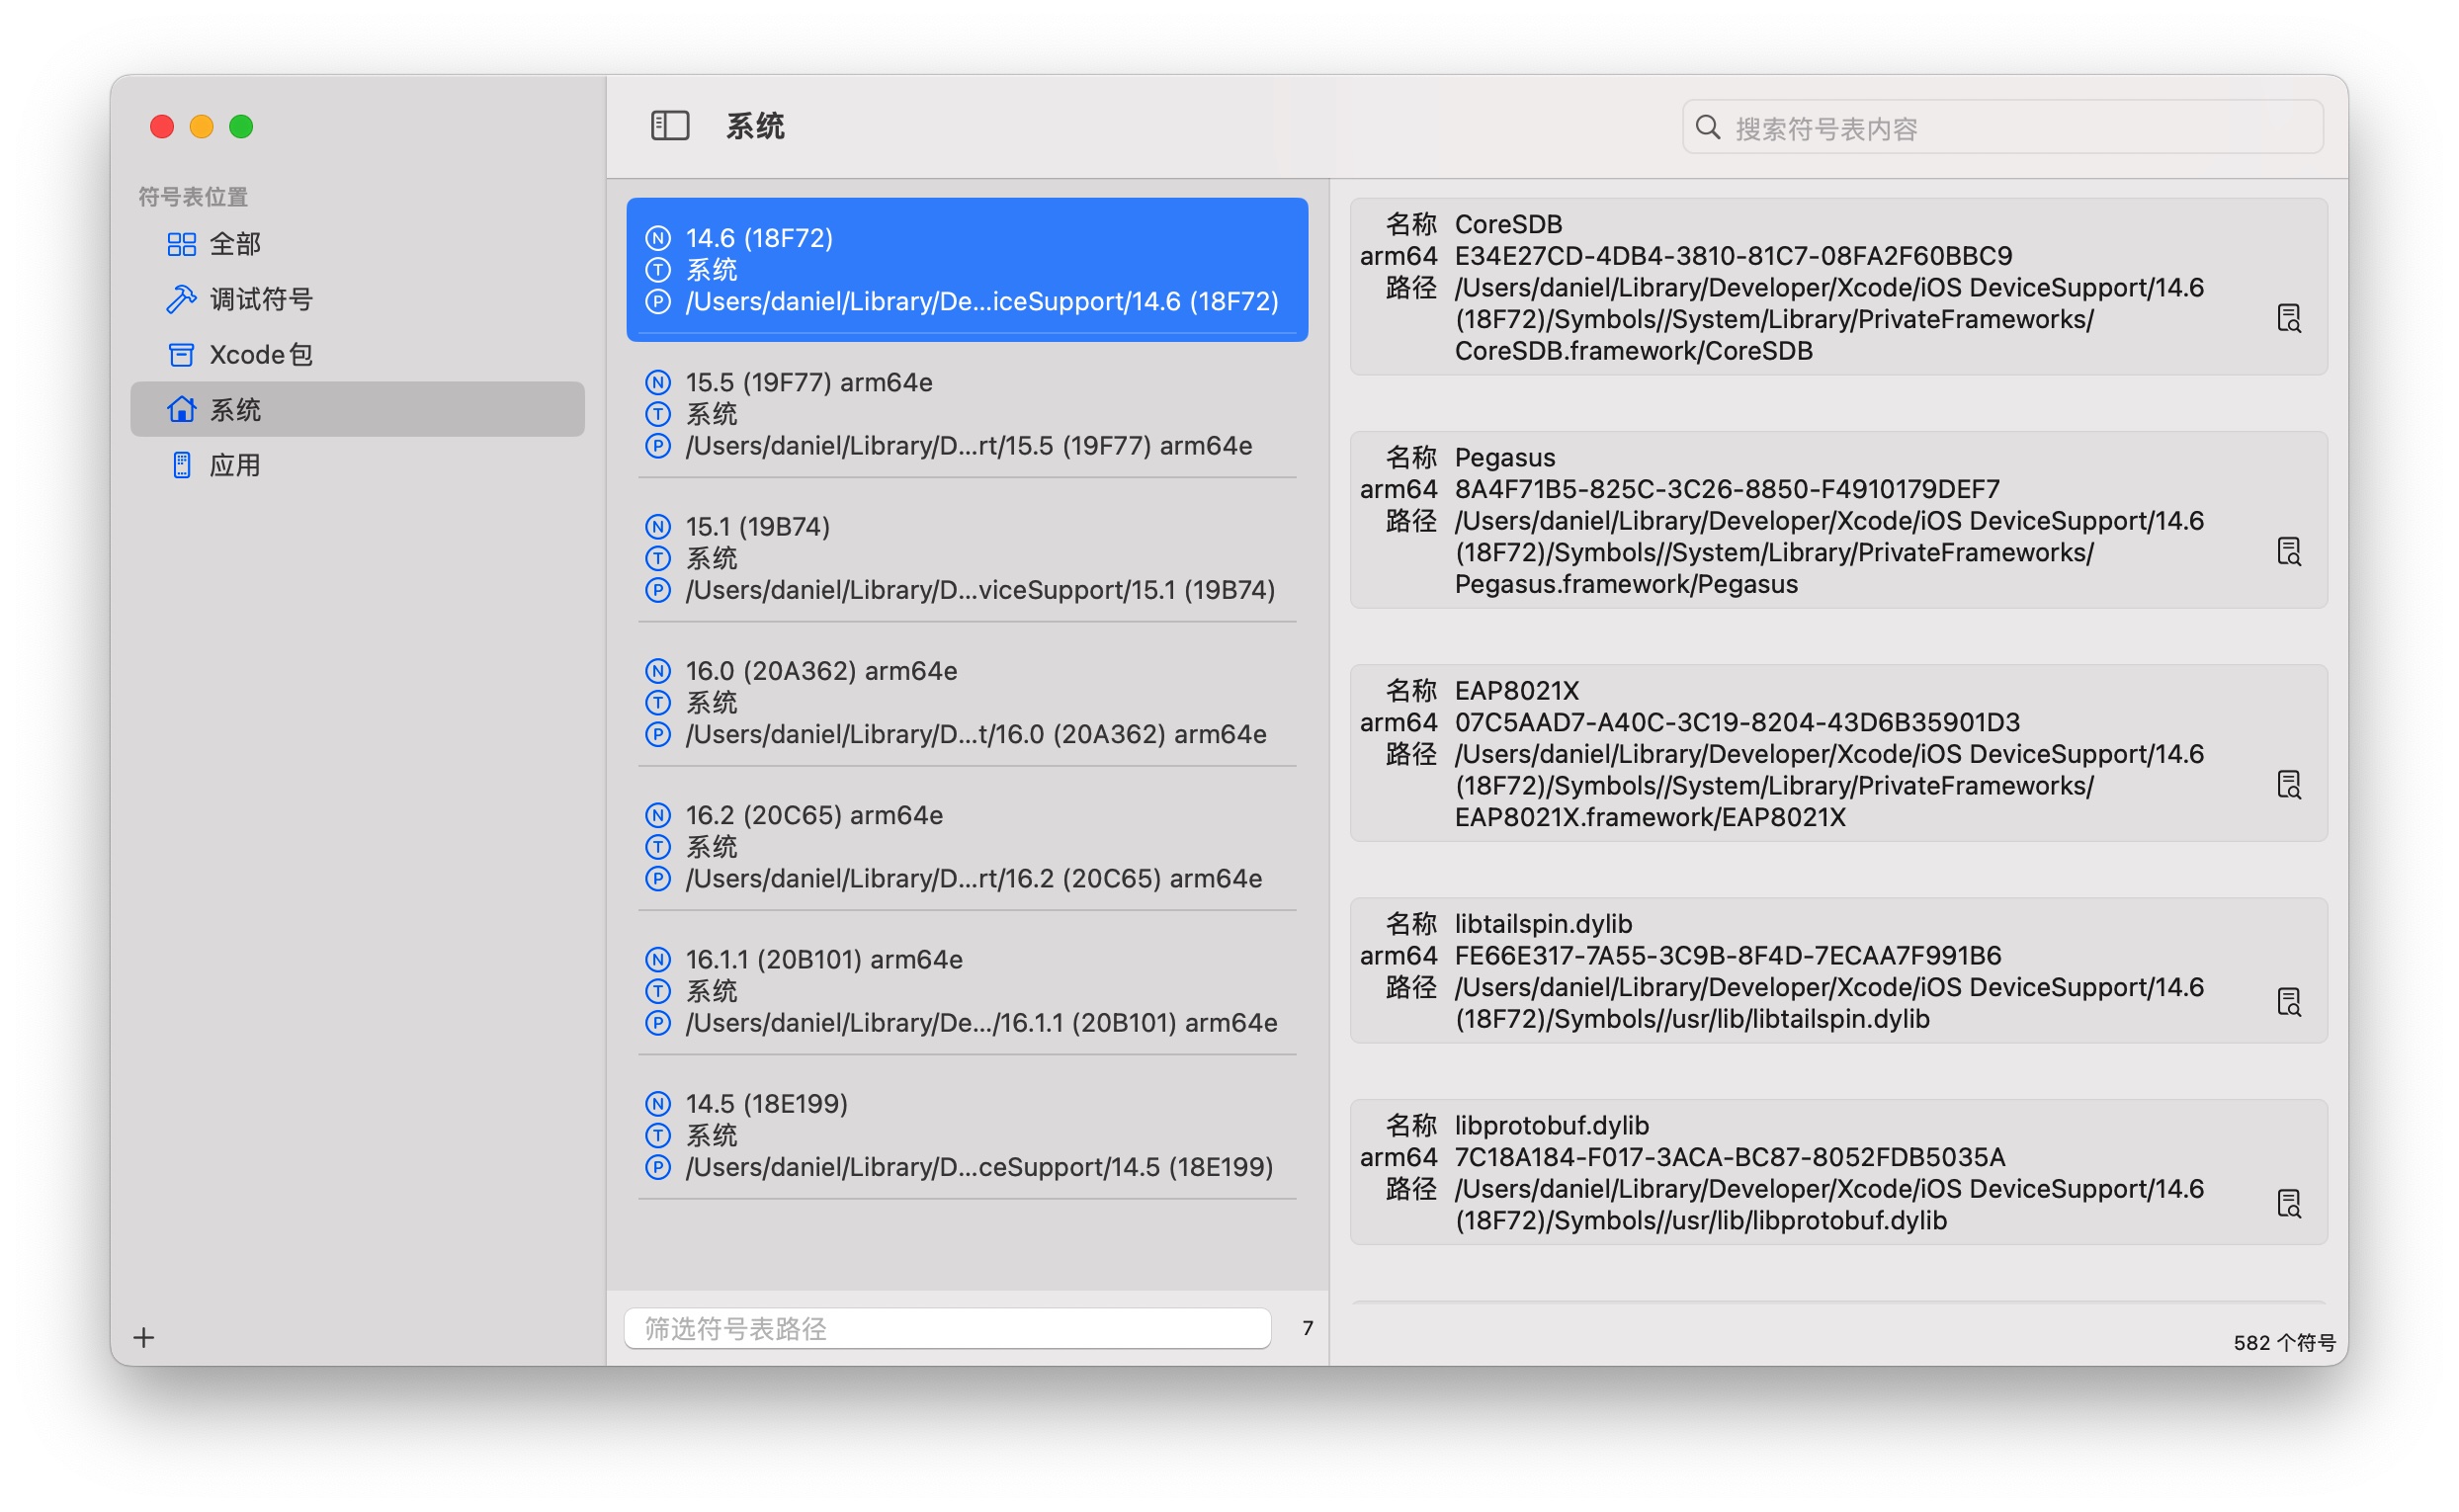 符号表位置
全部
调试符号
Xcode包
系统
应用
系统
搜索符号表内容
N 14.6 (18F72)
T 系统
P /Users/daniel/Library/De...iceSupport/14.6 (18F72)
N 15.5 (19F77) arm64e
T 系统
P /Users/daniel/Library/D...rt/15.5 (19F77) arm64e
N 15.1 (19B74)
T 系统
P /Users/daniel/Library/D...viceSupport/15.1 (19B74)
N 16.0 (20A362) arm64e
T 系统
P /Users/daniel/Library/D...t/16.0 (20A362) arm64e
N 16.2 (20C65) arm64e
T 系统
P /Users/daniel/Library/D...rt/16.2 (20C65) arm64e
N 16.1.1 (20B101) arm64e
T 系统
P /Users/daniel/Library/De.../16.1.1 (20B101) arm64e
N 14.5 (18E199)
T 系统
P /Users/daniel/Library/D...ceSupport/14.5 (18E199)
筛选符号表路径
7
名称 CoreSDB
arm64 E34E27CD-4DB4-3810-81C7-08FA2F60BBC9
路径 /Users/daniel/Library/Developer/Xcode/iOS DeviceSupport/14.6
(18F72)/Symbols//System/Library/PrivateFrameworks/
CoreSDB.framework/CoreSDB
名称 Pegasus
arm64 8A4F71B5-825C-3C26-8850-F4910179DEF7
路径 /Users/daniel/Library/Developer/Xcode/iOS DeviceSupport/14.6
(18F72)/Symbols//System/Library/PrivateFrameworks/
Pegasus.framework/Pegasus
名称 EAP8021X
arm64 07C5AAD7-A40C-3C19-8204-43D6B35901D3
路径 /Users/daniel/Library/Developer/Xcode/iOS DeviceSupport/14.6
(18F72)/Symbols//System/Library/PrivateFrameworks/
EAP8021X.framework/EAP8021X
名称 libtailspin.dylib
arm64 FE66E317-7A55-3C9B-8F4D-7ECAA7F991B6
路径 /Users/daniel/Library/Developer/Xcode/iOS DeviceSupport/14.6
(18F72)/Symbols//usr/lib/libtailspin.dylib
名称 libprotobuf.dylib
arm64 7C18A184-F017-3ACA-BC87-8052FDB5035A
路径 /Users/daniel/Library/Developer/Xcode/iOS DeviceSupport/14.6
(18F72)/Symbols//usr/lib/libprotobuf.dylib
582 个符号